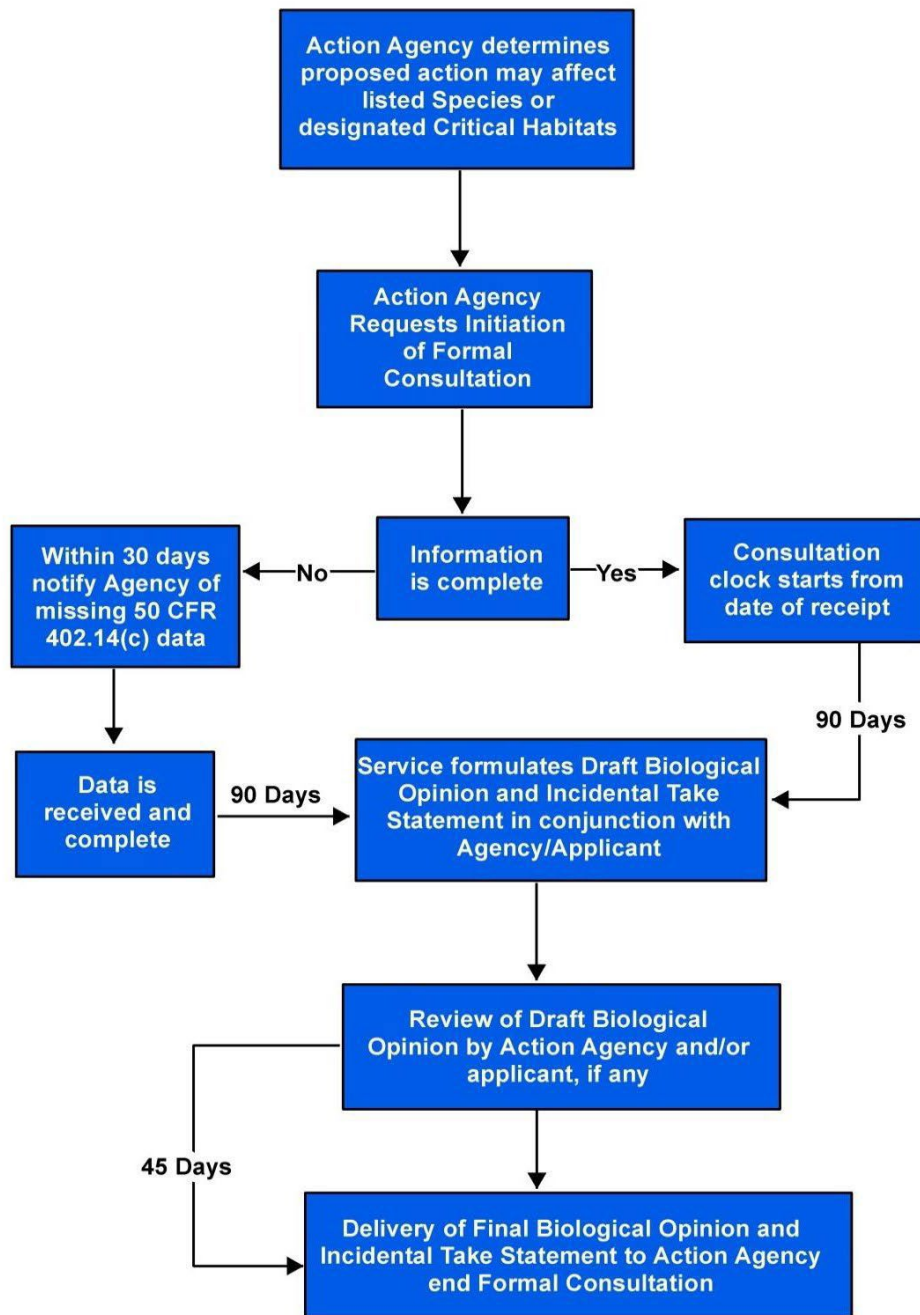 Action Agency determines
proposed action may affect
listed Species or
designated Critical Habitats
Action Agency
Requests Initiation
of Formal
Consultation
Within 30 days
notify Agency of
missing 50 CFR
402.14(c) data
No
Information
is complete
Yes
Consultation
clock starts from
date of receipt
90 Days
Data is
received and
complete
90 Days
Service formulates Draft Biological
Opinion and Incidental Take
Statement in conjunction with
Agency/Applicant
Review of Draft Biological
Opinion by Action Agency and/or
applicant, if any
45 Days
Delivery of Final Biological Opinion and
Incidental Take Statement to Action Agency
end Formal Consultation